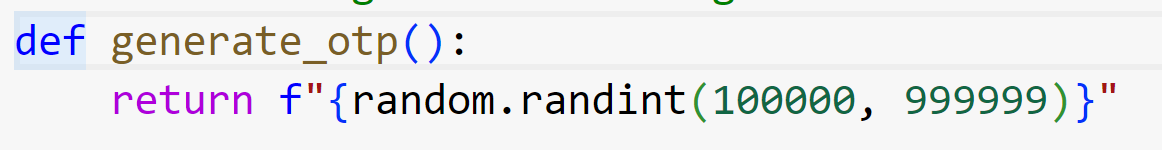 def generate_otp():
    return f"{random.randint(100000, 999999)}"